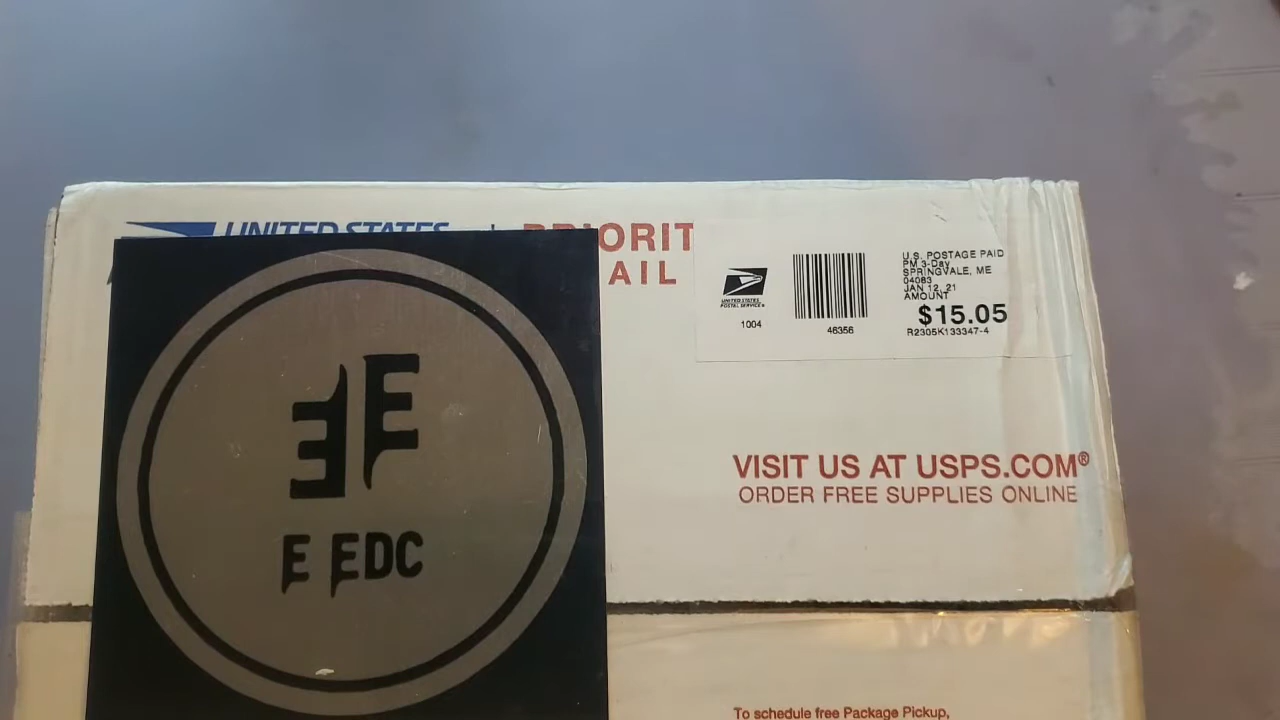 UNITED STATES
PRIORIT
AIL
UNITED STATES
POSTAL SERVICE®
1004
46356
U.S. POSTAGE PAID
PM 3-Day
SPRINGVALE, ME
04083
JAN 12, 21
AMOUNT
$15.05
R2305K133347-4
VISIT US AT USPS.COM®
ORDER FREE SUPPLIES ONLINE
E E
E EDC
To schedule free Package Pickup,